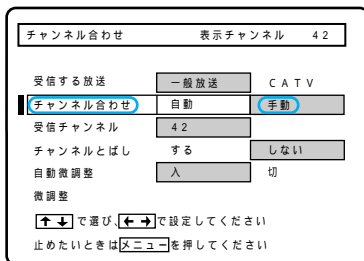 チャンネル合わせ 表示チャンネル 42
受信する放送 一般放送 CATV
チャンネル合わせ 自動 手動
受信チャンネル 42
チャンネルとばし する しない
自動微調整 入 切
微調整
↑↓で選び、←→で設定してください
止めたいときはメニューを押してください